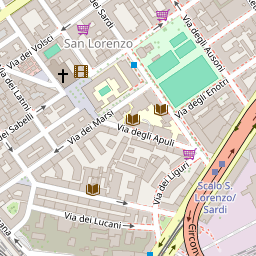 Via dei Volsci
Via dei Sardi
San Lorenzo
Via degli Ausoni
Via dei Latini
Via degli Enotri
Via dei Sabelli
Via dei Marsi
Via degli Apuli
Via dei Liguri
Scalo S.
Lorenzo/
Sardi
Via dei Lucani
Circon